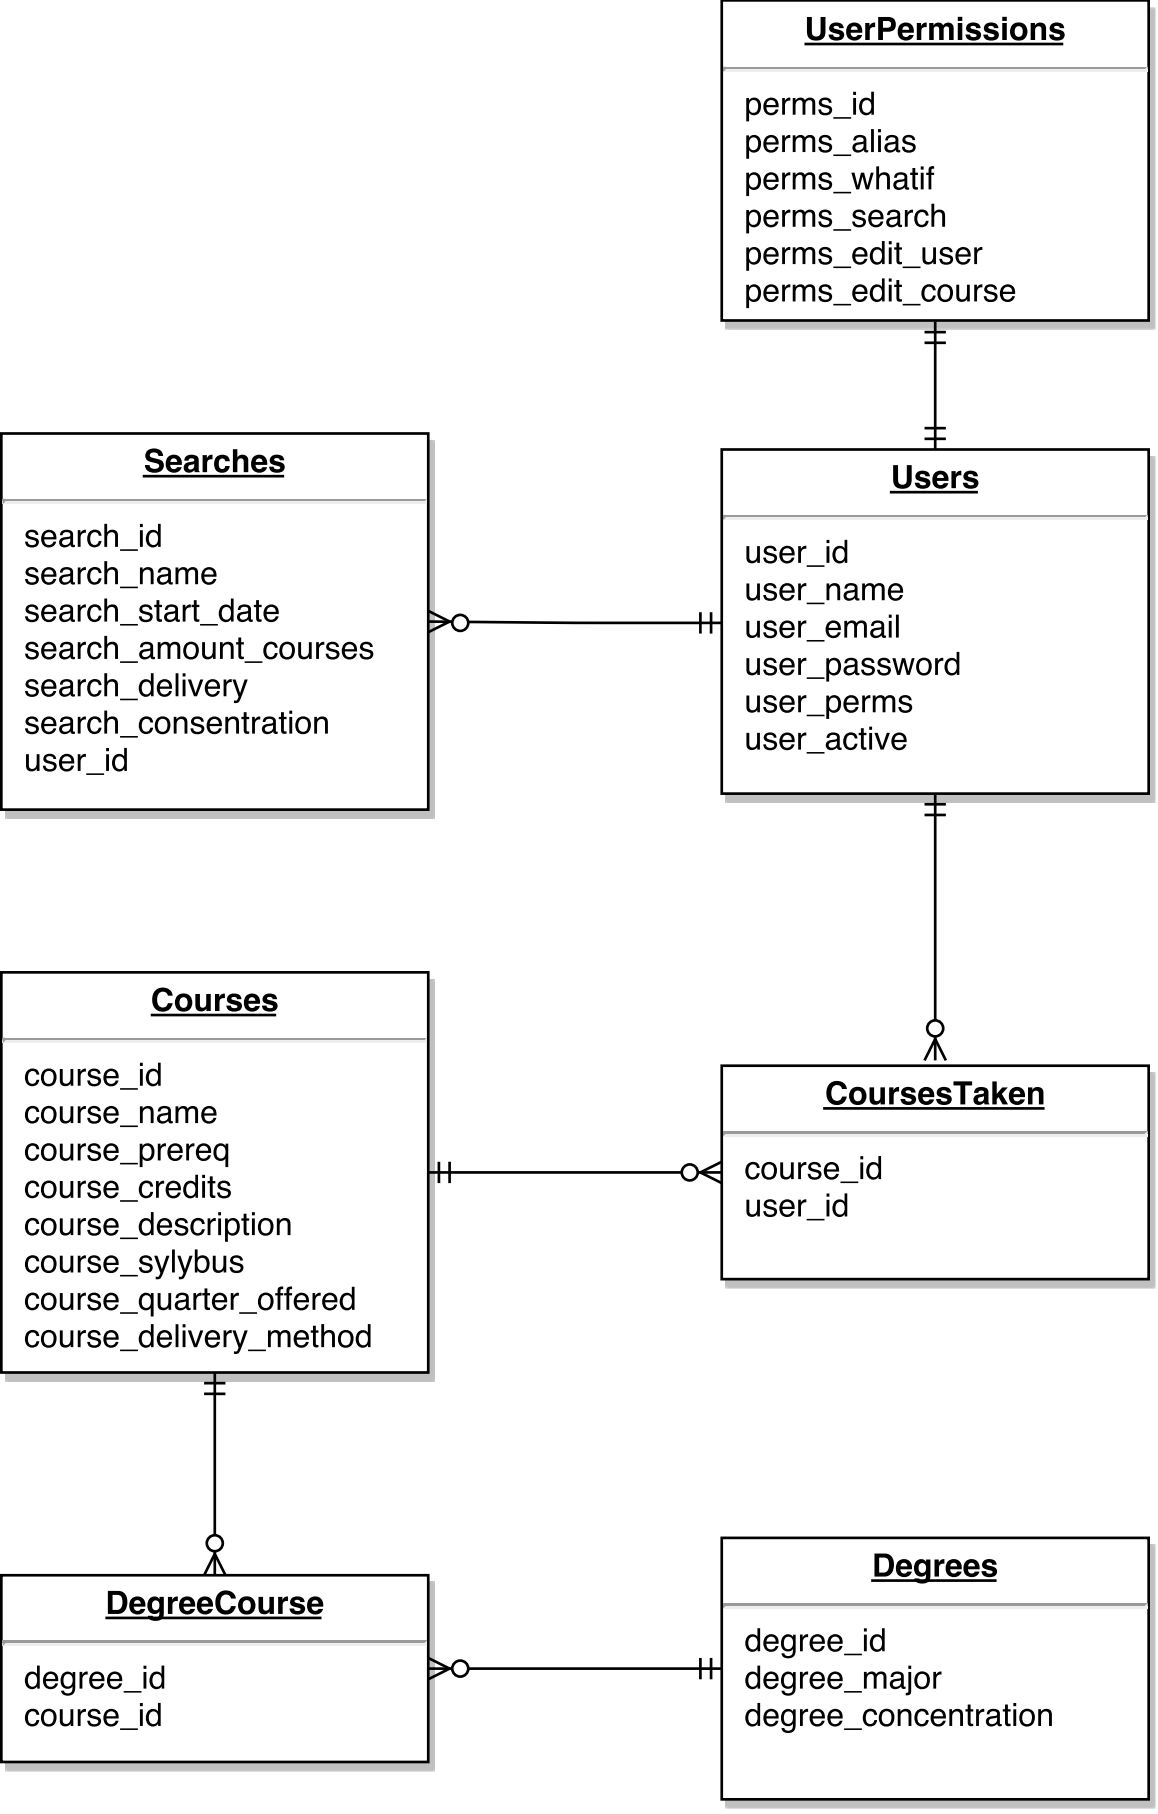 UserPermissions
perms_id
perms_alias
perms_whatif
perms_search
perms_edit_user
perms_edit_course
Searches
search_id
search_name
search_start_date
search_amount_courses
search_delivery
search_consentration
user_id
Users
user_id
user_name
user_email
user_password
user_perms
user_active
Courses
course_id
course_name
course_prereq
course_credits
course_description
course_sylybus
course_quarter_offered
course_delivery_method
CoursesTaken
course_id
user_id
DegreeCourse
degree_id
course_id
Degrees
degree_id
degree_major
degree_concentration